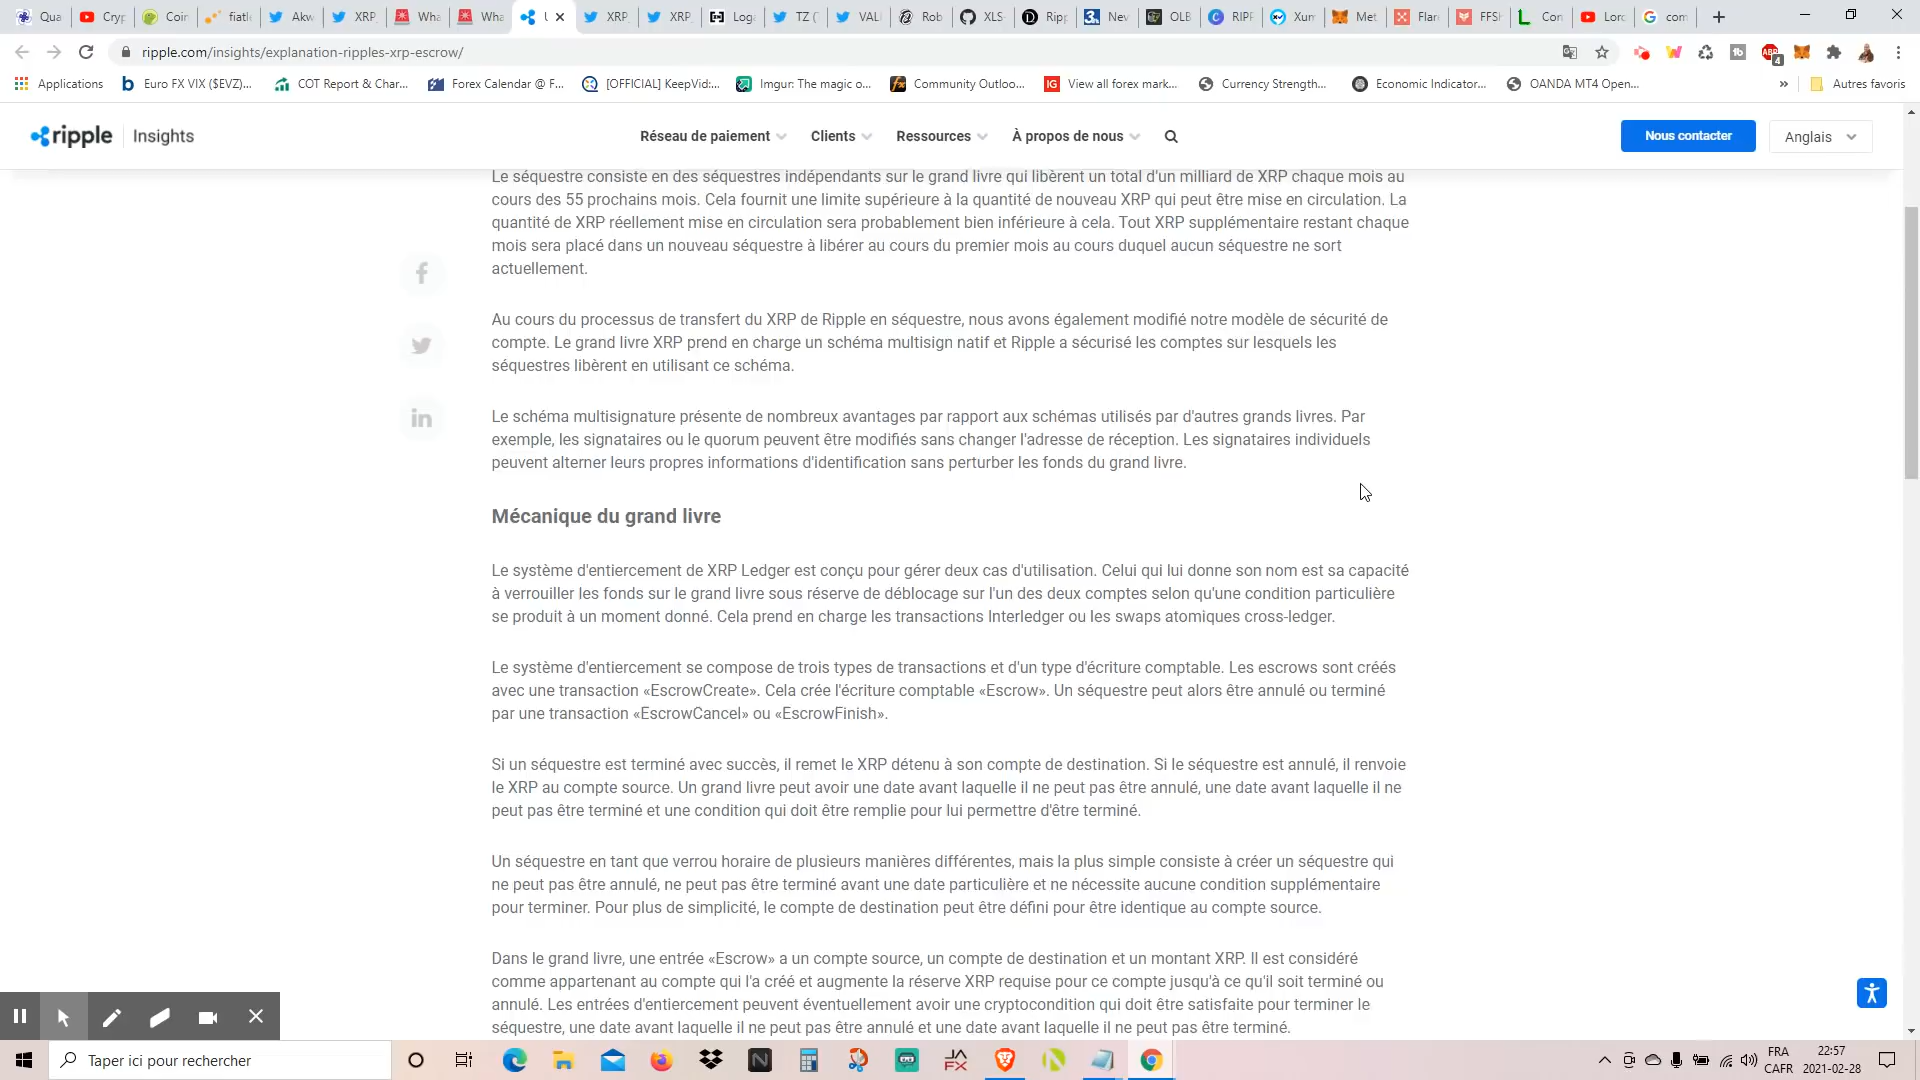 Qua
Cryp
Coin
fiatl
Akw
XRP
Wha
Wha
XRP
XRP
Log
TZ
VAL
Rob
XLS
Ripp
Nev
OLB
RIPF
Xum
Met
Flar
FFSI
Con
Lor
com
ripple.com/insights/explanation-ripples-xrp-escrow/
Applications
Euro FX VIX ($EVZ)...
COT Report & Char...
Forex Calendar @ F...
[OFFICIAL] KeepVid:...
Imgur: The magic o...
Community Outloo...
View all forex mark...
Currency Strength...
Economic Indicator...
OANDA MT4 Open...
»
Autres favoris
ripple Insights
Réseau de paiement
Clients
Ressources
À propos de nous
Nous contacter
Anglais
Le séquestre consiste en des séquestres indépendants sur le grand livre qui libèrent un total d'un milliard de XRP chaque mois au
cours des 55 prochains mois. Cela fournit une limite supérieure à la quantité de nouveau XRP qui peut être mise en circulation. La
quantité de XRP réellement mise en circulation sera probablement bien inférieure à cela. Tout XRP supplémentaire restant chaque
mois sera placé dans un nouveau séquestre à libérer au cours du premier mois au cours duquel aucun séquestre ne sort
actuellement.
Au cours du processus de transfert du XRP de Ripple en séquestre, nous avons également modifié notre modèle de sécurité de
compte. Le grand livre XRP prend en charge un schéma multisign natif et Ripple a sécurisé les comptes sur lesquels les
séquestres libèrent en utilisant ce schéma.
Le schéma multisignature présente de nombreux avantages par rapport aux schémas utilisés par d'autres grands livres. Par
exemple, les signataires ou le quorum peuvent être modifiés sans changer l'adresse de réception. Les signataires individuels
peuvent alterner leurs propres informations d'identification sans perturber les fonds du grand livre.
Mécanique du grand livre
Le système d'entiercement de XRP Ledger est conçu pour gérer deux cas d'utilisation. Celui qui lui donne son nom est sa capacité
à verrouiller les fonds sur le grand livre sous réserve de déblocage sur l'un des deux comptes selon qu'une condition particulière
se produit à un moment donné. Cela prend en charge les transactions Interledger ou les swaps atomiques cross-ledger.
Le système d'entiercement se compose de trois types de transactions et d'un type d'écriture comptable. Les escrows sont créés
avec une transaction «EscrowCreate». Cela crée l'écriture comptable «Escrow». Un séquestre peut alors être annulé ou terminé
par une transaction «EscrowCancel» ou «EscrowFinish».
Si un séquestre est terminé avec succès, il remet le XRP détenu à son compte de destination. Si le séquestre est annulé, il renvoie
le XRP au compte source. Un grand livre peut avoir une date avant laquelle il ne peut pas être annulé, une date avant laquelle il ne
peut pas être terminé et une condition qui doit être remplie pour lui permettre d'être terminé.
Un séquestre en tant que verrou horaire de plusieurs manières différentes, mais la plus simple consiste à créer un séquestre qui
ne peut pas être annulé, ne peut pas être terminé avant une date particulière et ne nécessite aucune condition supplémentaire
pour terminer. Pour plus de simplicité, le compte de destination peut être défini pour être identique au compte source.
Dans le grand livre, une entrée «Escrow» a un compte source, un compte de destination et un montant XRP. Il est considéré
comme appartenant au compte qui l'a créé et augmente la réserve XRP requise pour ce compte jusqu'à ce qu'il soit terminé ou
annulé. Les entrées d'entiercement peuvent éventuellement avoir une cryptocondition qui doit être satisfaite pour terminer le
séquestre, une date avant laquelle il ne peut pas être annulé et une date avant laquelle il ne peut pas être terminé.
Taper ici pour rechercher
FRA
CAFR
22:57
2021-02-28